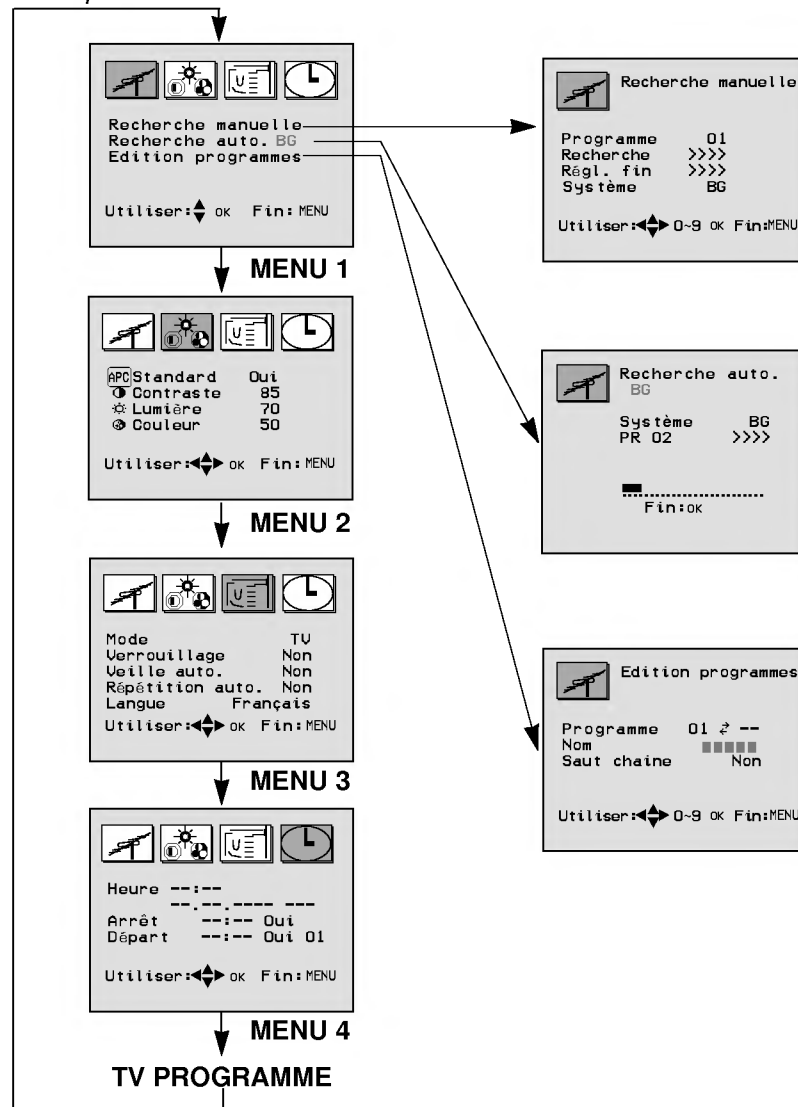 Recherche manuelle
Recherche auto. BG
Edition programmes
Utiliser: OK Fin: MENU
MENU 1
APC Standard Oui
Contraste 85
Lumière 70
Couleur 50
Utiliser: OK Fin: MENU
MENU 2
Mode TV
Verrouillage Non
Veille auto. Non
Répétition auto. Non
Langue Français
Utiliser: OK Fin: MENU
MENU 3
Heure --:--
--.--.---- ---
Arrêt --:-- Oui
Départ --:-- Oui 01
Utiliser: OK Fin: MENU
MENU 4
TV PROGRAMME
Recherche manuelle
Programme 01
Recherche >>>>
Régl. fin >>>>
Système BG
Utiliser: 0~9 OK Fin:MENU
Recherche auto.
BG
Système BG
PR 02 >>>>
Fin:OK
Edition programmes
Programme 01 ⇄ --
Nom
Saut chaine Non
Utiliser: 0~9 OK Fin:MENU